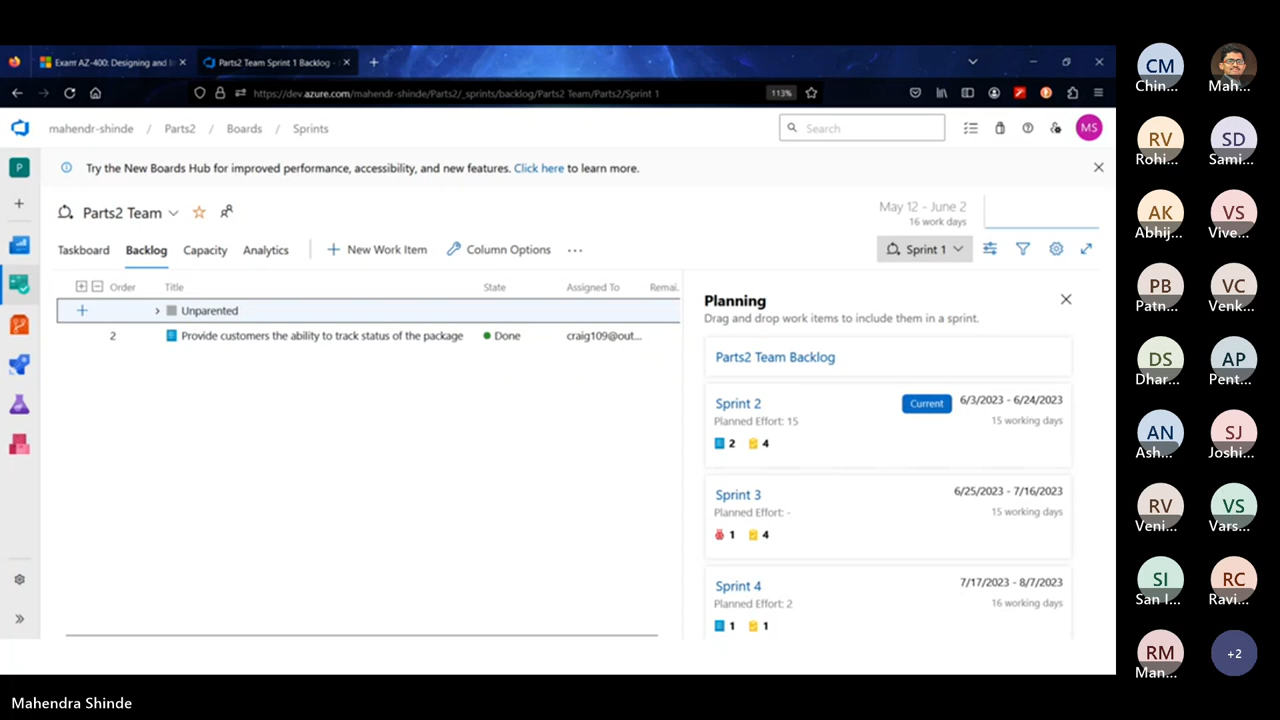 Exam AZ-400: Designing and I
Parts2 Team Sprint 1 Backlog -
https://dev.azure.com/mahendr-shinde/Parts2/_sprints/backlog/Parts2 Team/Parts2/Sprint 1
113%
mahendr-shinde / Parts2 / Boards / Sprints
Search
MS
P
Try the New Boards Hub for improved performance, accessibility, and new features. Click here to learn more.
Parts2 Team
May 12 - June 2
16 work days
Taskboard Backlog Capacity Analytics
New Work Item
Column Options
Sprint 1
Order Title State Assigned To Remai.
Unparented
2 Provide customers the ability to track status of the package Done craig109@out...
Planning
Drag and drop work items to include them in a sprint.
Parts2 Team Backlog
Sprint 2 Current 6/3/2023 - 6/24/2023
Planned Effort: 15 15 working days
2 4
Sprint 3 6/25/2023 - 7/16/2023
Planned Effort: - 15 working days
1 4
Sprint 4 7/17/2023 - 8/7/2023
Planned Effort: 2 16 working days
1 1
CM
Chin... Mah...
RV SD
Rohi... Sami...
AK VS
Abhij... Vive...
PB VC
Patn... Venk...
DS AP
Dhar... Pent...
AN SJ
Ash... Joshi...
RV VS
Veni... Vars...
SI RC
San I... Ravi...
RM +2
Man...
Mahendra Shinde